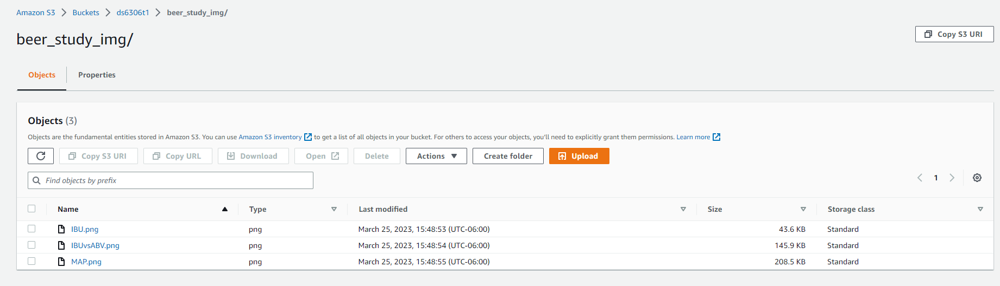 Amazon S3 > Buckets > ds6306t1 > beer_study_img/
beer_study_img/
Copy S3 URI
Objects Properties
Objects (3)
Objects are the fundamental entities stored in Amazon S3. You can use Amazon S3 inventory to get a list of all objects in your bucket. For others to access your objects, you'll need to explicitly grant them permissions. Learn more
Copy S3 URI Copy URL Download Open Delete Actions Create folder Upload
Find objects by prefix
1
Name Type Last modified Size Storage class
IBU.png png March 25, 2023, 15:48:53 (UTC-06:00) 43.6 KB Standard
IBUvsABV.png png March 25, 2023, 15:48:54 (UTC-06:00) 145.9 KB Standard
MAP.png png March 25, 2023, 15:48:55 (UTC-06:00) 208.5 KB Standard